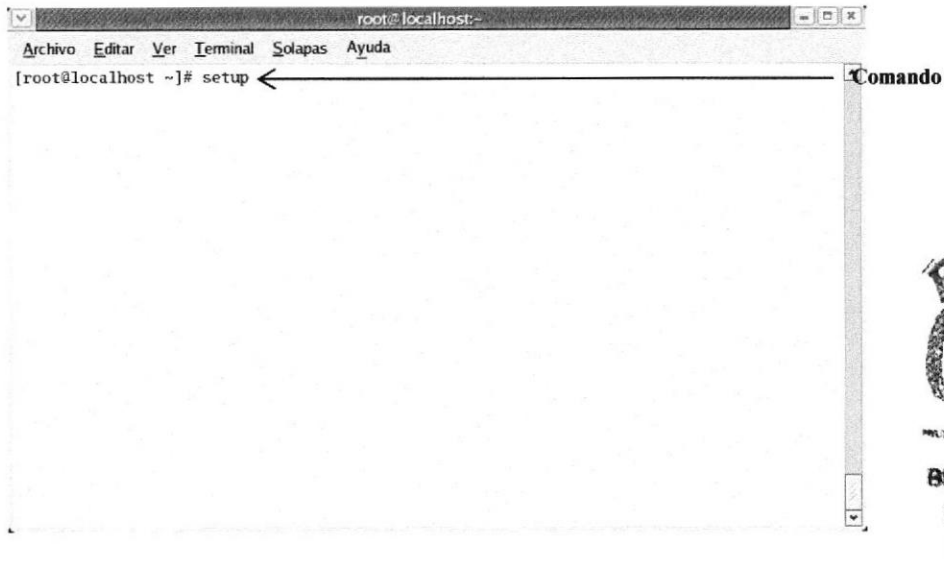 root@localhost:~
Archivo Editar Ver Terminal Solapas Ayuda
[root@localhost ~]# setup
Comando